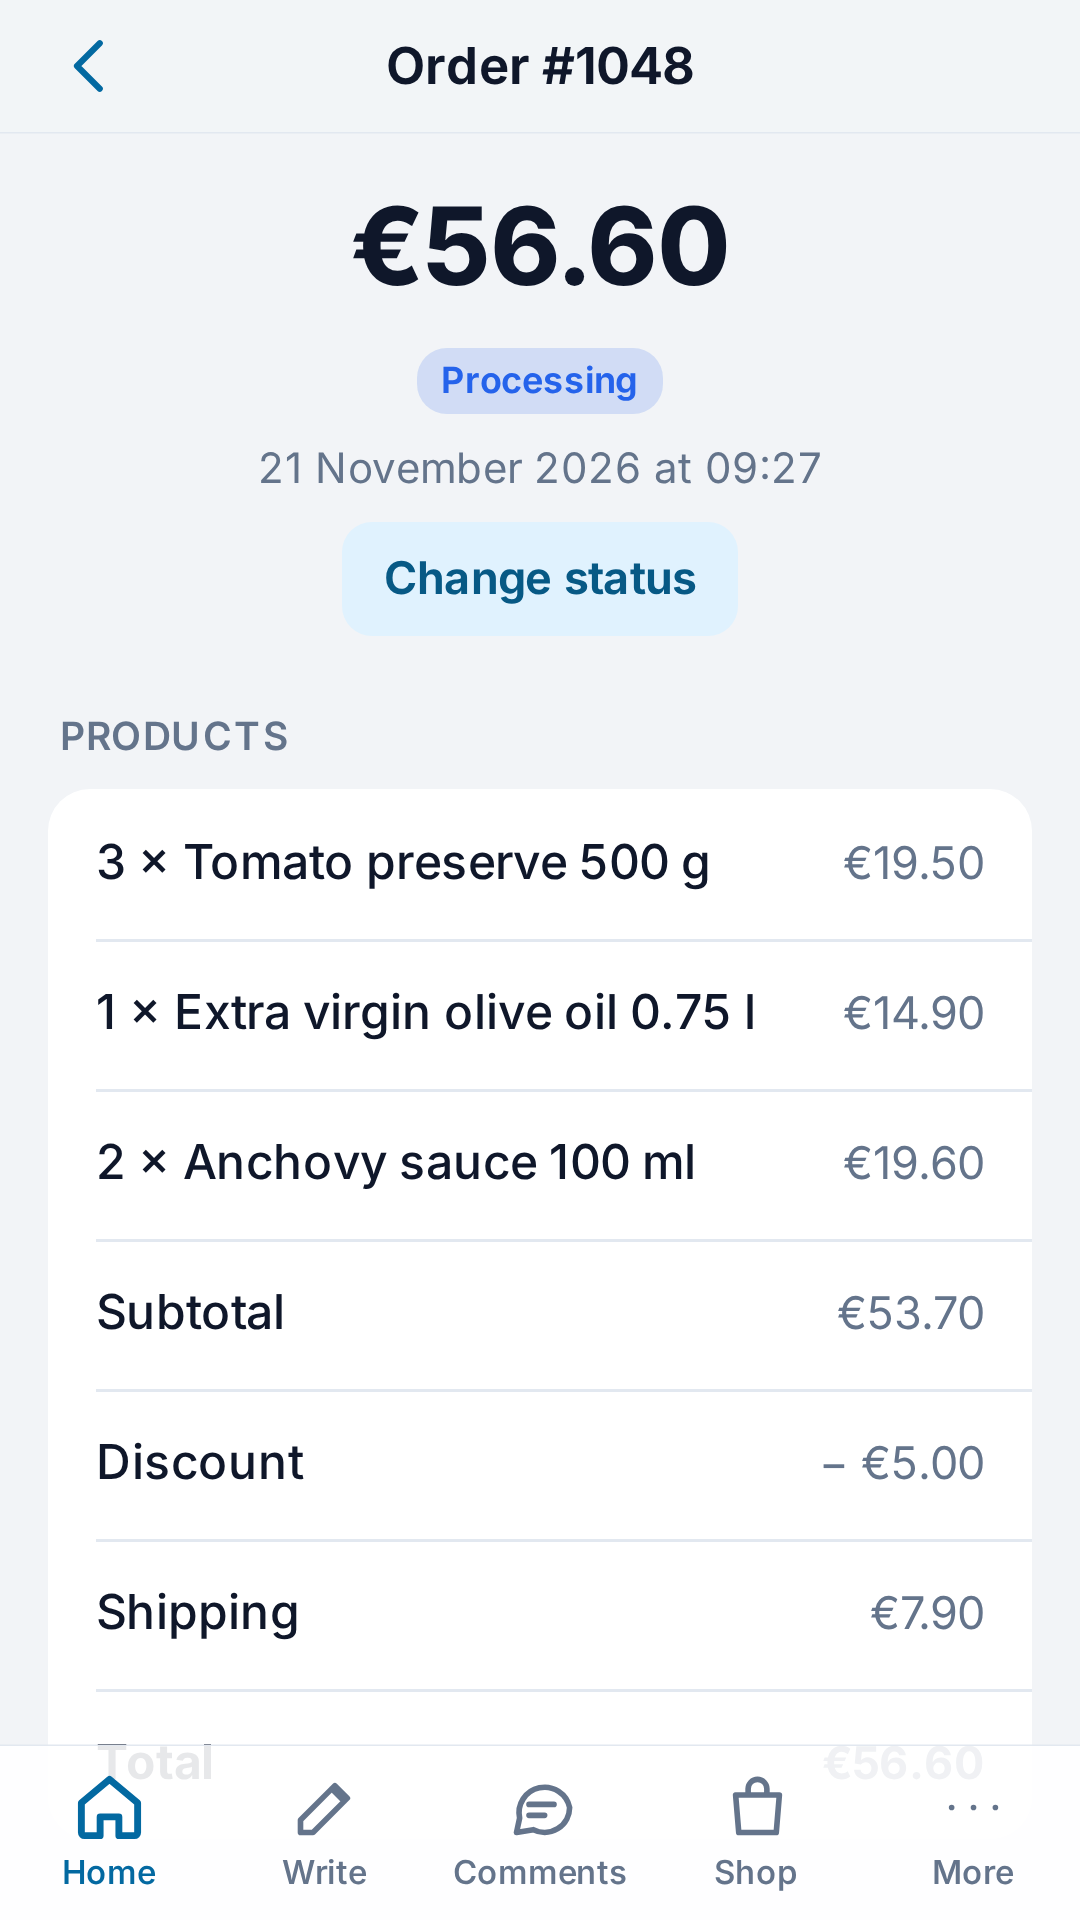 Order #1048
€56.60
Processing
21 November 2026 at 09:27
Change status
PRODUCTS
3 × Tomato preserve 500 g €19.50
1 × Extra virgin olive oil 0.75 l €14.90
2 × Anchovy sauce 100 ml €19.60
Subtotal €53.70
Discount – €5.00
Shipping €7.90
Total €56.60
Home Write Comments Shop More